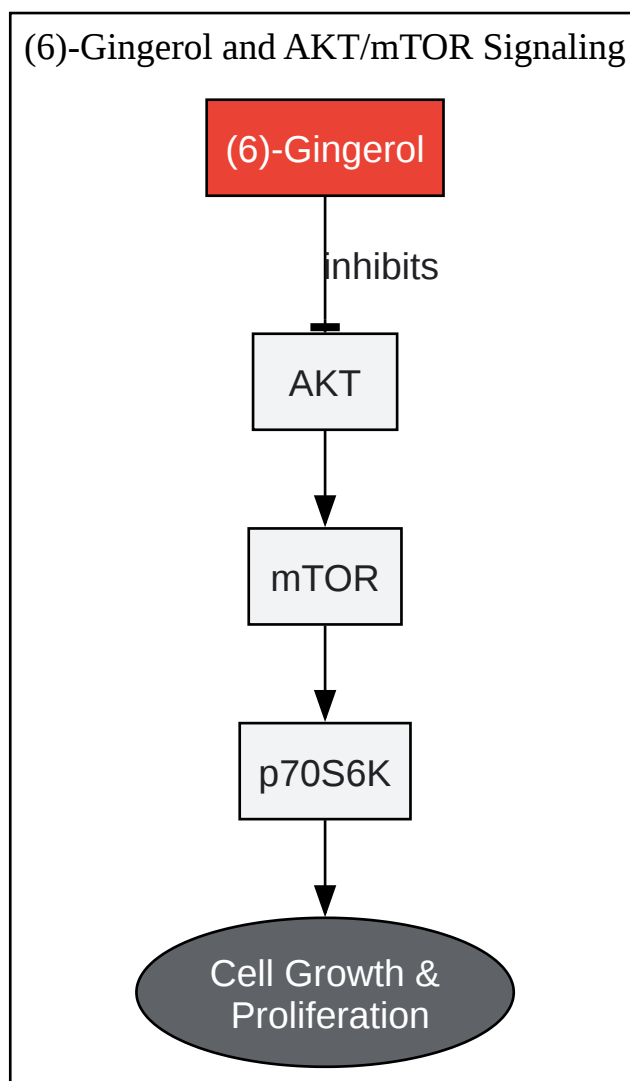 (6)-Gingerol and AKT/mTOR Signaling
(6)-Gingerol
inhibits
AKT
mTOR
p70S6K
Cell Growth &
Proliferation